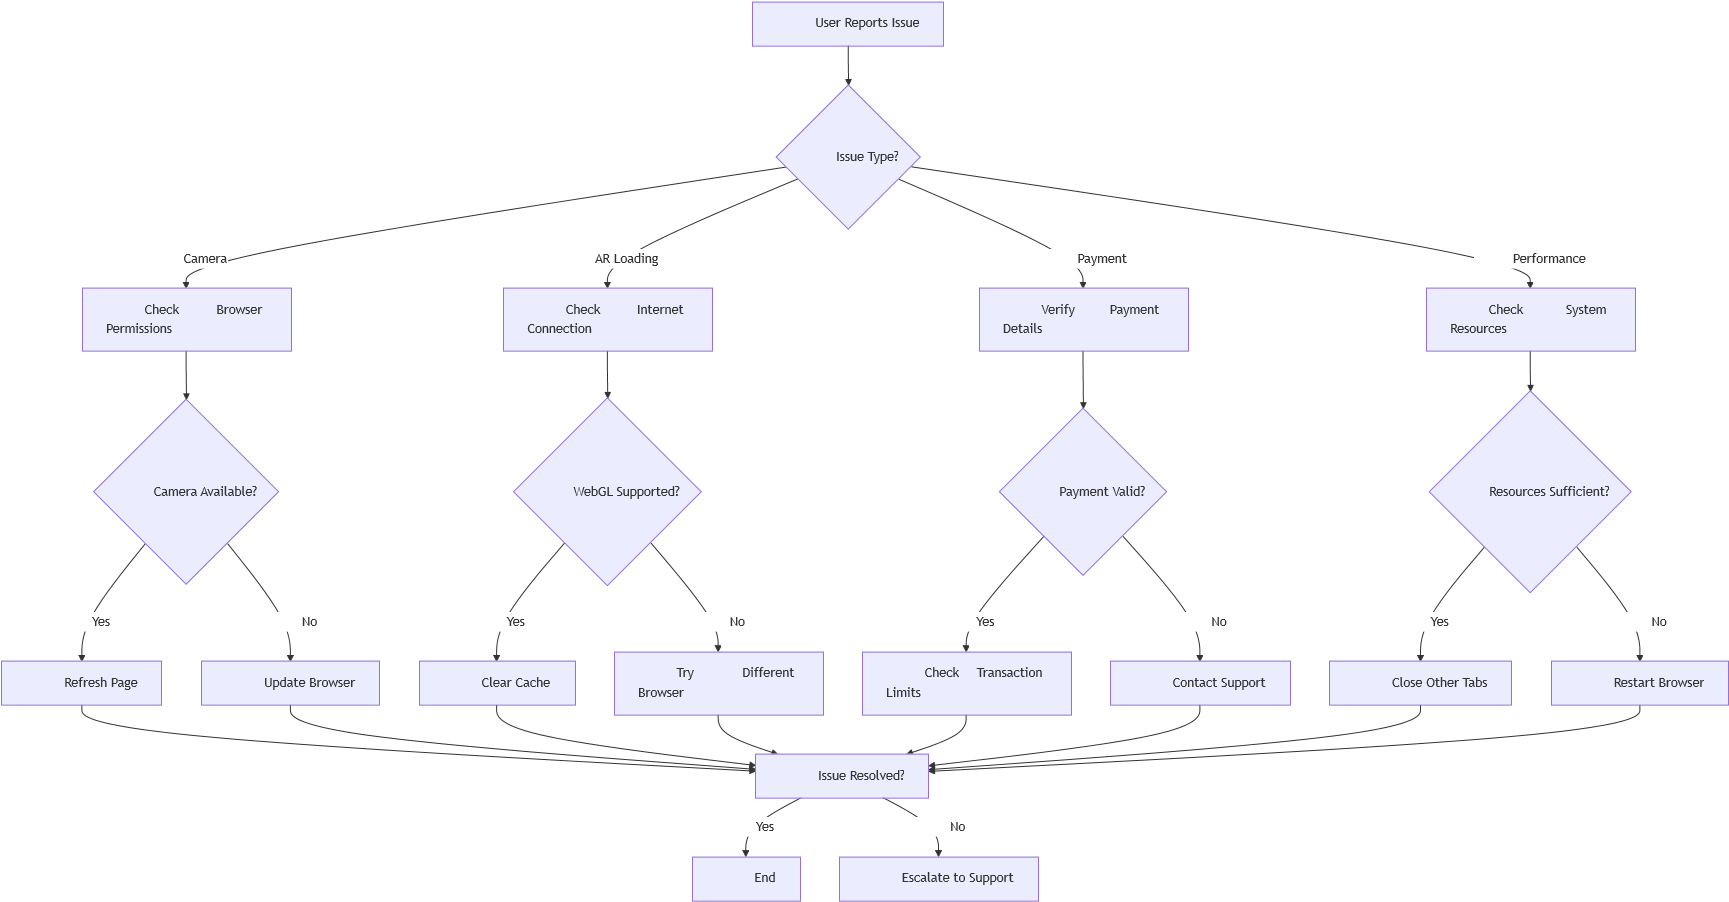 User Reports Issue
Issue Type?
Camera
AR Loading
Payment
Performance
Check Browser
Permissions
Check Internet
Connection
Verify Payment
Details
Check System
Resources
Camera Available?
WebGL Supported?
Payment Valid?
Resources Sufficient?
Yes
No
Yes
No
Yes
No
Yes
No
Refresh Page
Update Browser
Clear Cache
Try Different
Browser
Check Transaction
Limits
Contact Support
Close Other Tabs
Restart Browser
Issue Resolved?
Yes
No
End
Escalate to Support